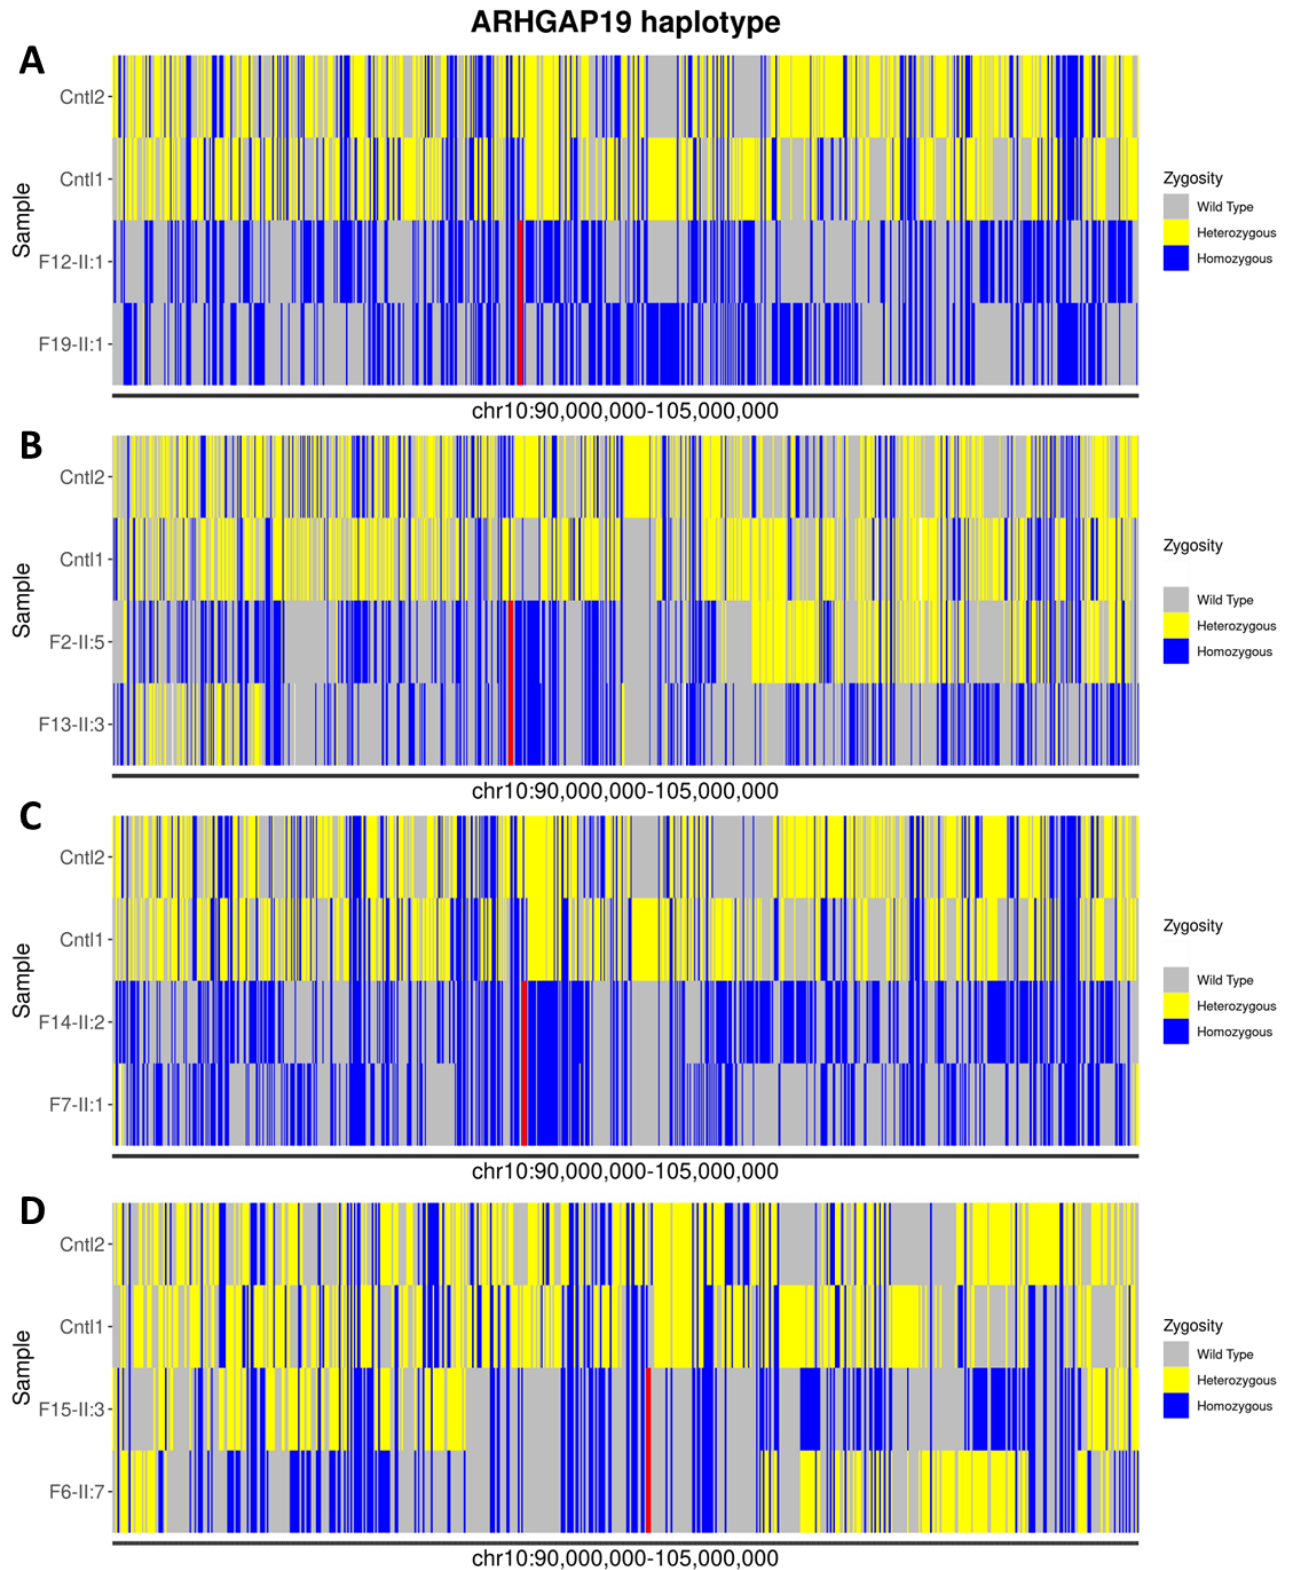 ARHGAP19 haplotype
A
Sample
Cntl2
Cntl1
F12-II:1
F19-II:1
chr10:90,000,000-105,000,000
Zygosity
Wild Type
Heterozygous
Homozygous
B
Sample
Cntl2
Cntl1
F2-II:5
F13-II:3
chr10:90,000,000-105,000,000
Zygosity
Wild Type
Heterozygous
Homozygous
C
Sample
Cntl2
Cntl1
F14-II:2
F7-II:1
chr10:90,000,000-105,000,000
Zygosity
Wild Type
Heterozygous
Homozygous
D
Sample
Cntl2
Cntl1
F15-II:3
F6-II:7
chr10:90,000,000-105,000,000
Zygosity
Wild Type
Heterozygous
Homozygous